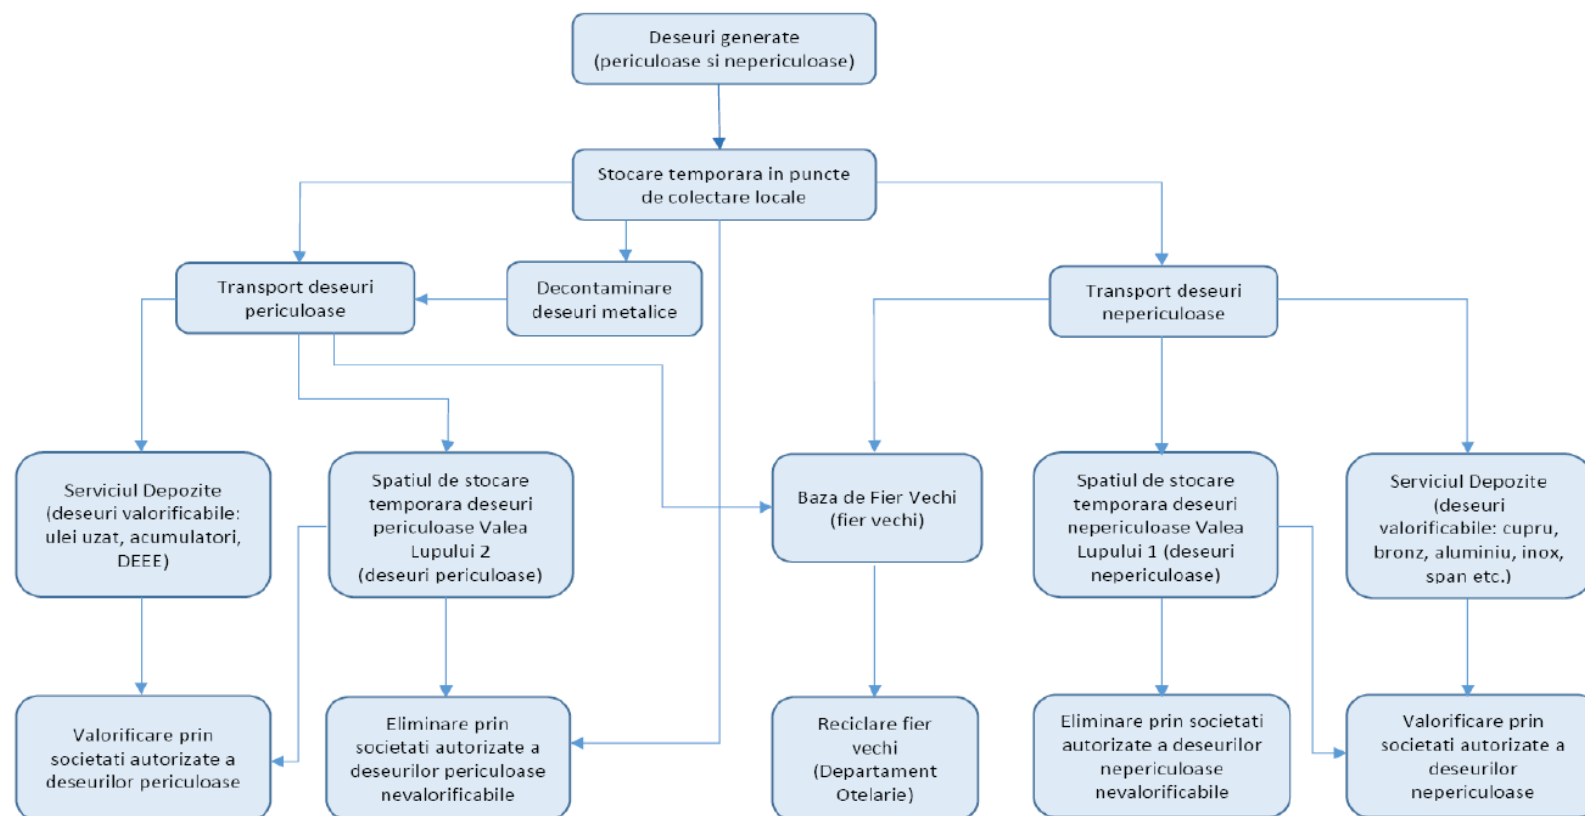 Deseuri generate
(periculoase si nepericuloase)
Stocare temporara in puncte
de colectare locale
Transport deseuri
periculoase
Decontaminare
deseuri metalice
Transport deseuri
nepericuloase
Serviciul Depozite
(deseuri valorificabile:
ulei uzat, acumulatori,
DEEE)
Spatiul de stocare
temporara deseuri
periculoase Valea
Lupului 2
(deseuri periculoase)
Baza de Fier Vechi
(fier vechi)
Spatiul de stocare
temporara deseuri
nepericuloase Valea
Lupului 1 (deseuri
nepericuloase)
Serviciul Depozite
(deseuri
valorificabile: cupru,
bronz, aluminiu, inox,
span etc.)
Valorificare prin
societati autorizate a
deseurilor periculoase
Eliminare prin
societati autorizate a
deseurilor periculoase
nevalorificabile
Reciclare fier
vechi
(Departament
Otelarie)
Eliminare prin societati
autorizate a deseurilor
nepericuloase
nevalorificabile
Valorificare prin
societati autorizate a
deseurilor
nepericuloase